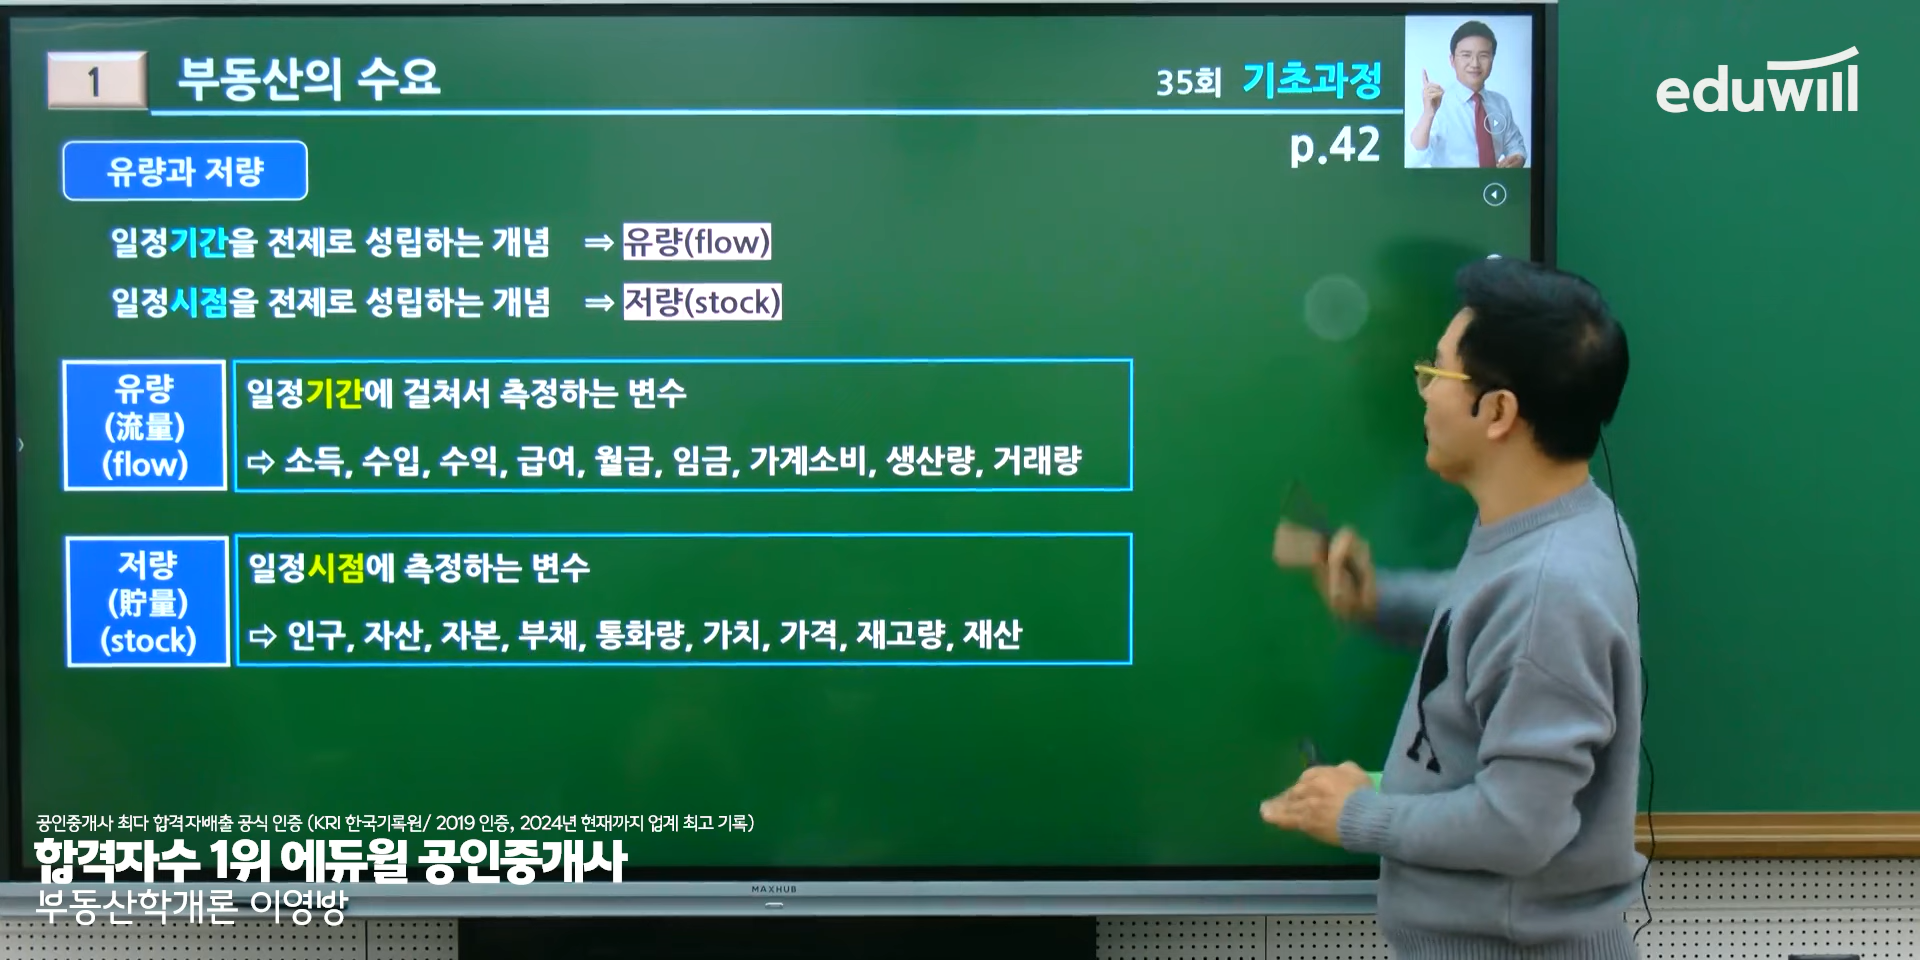 1 부동산의 수요
35회 기초과정
p.42
eduwill
유량과 저량
일정기간을 전제로 성립하는 개념 ⇒ 유량(flow)
일정시점을 전제로 성립하는 개념 ⇒ 저량(stock)
유량
(流量)
(flow)
일정기간에 걸쳐서 측정하는 변수
⇨ 소득, 수입, 수익, 급여, 월급, 임금, 가계소비, 생산량, 거래량
저량
(貯量)
(stock)
일정시점에 측정하는 변수
⇨ 인구, 자산, 자본, 부채, 통화량, 가치, 가격, 재고량, 재산
공인중개사 최다 합격자배출 공식 인증 (KRI 한국기록원/ 2019 인증, 2024년 현재까지 업계 최고 기록)
합격자수 1위 에듀윌 공인중개사
부동산학개론 이영방
MAXHUB